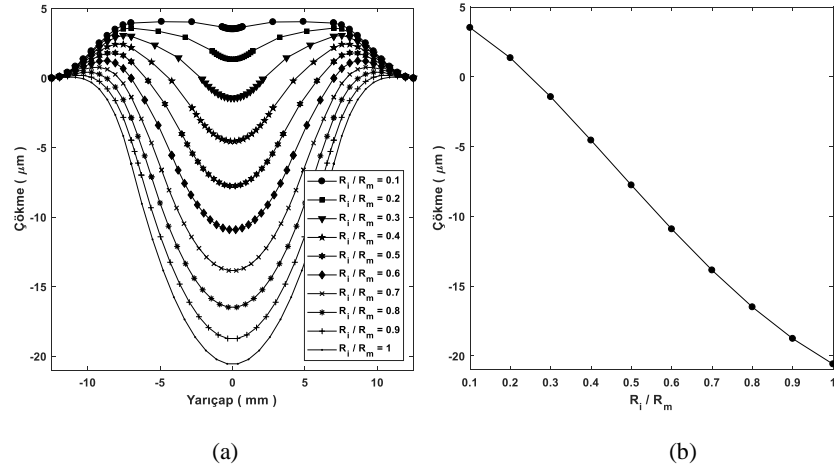 5
0
-5
-10
-15
-20
Çökme ( μm)
-10
-5
0
5
10
Yarıçap ( mm )
R_i / R_m = 0.1
R_i / R_m = 0.2
R_i / R_m = 0.3
R_i / R_m = 0.4
R_i / R_m = 0.5
R_i / R_m = 0.6
R_i / R_m = 0.7
R_i / R_m = 0.8
R_i / R_m = 0.9
R_i / R_m = 1
(a)
5
0
-5
-10
-15
-20
Çökme ( μm)
0.1
0.2
0.3
0.4
0.5
0.6
0.7
0.8
0.9
1
R_i / R_m
(b)